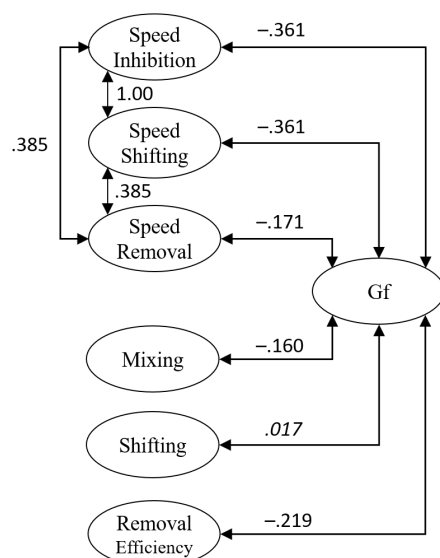 Speed
Inhibition
–.361
1.00
.385
Speed
Shifting
–.361
.385
Speed
Removal
–.171
Gf
Mixing
–.160
Shifting
.017
Removal
Efficiency
–.219